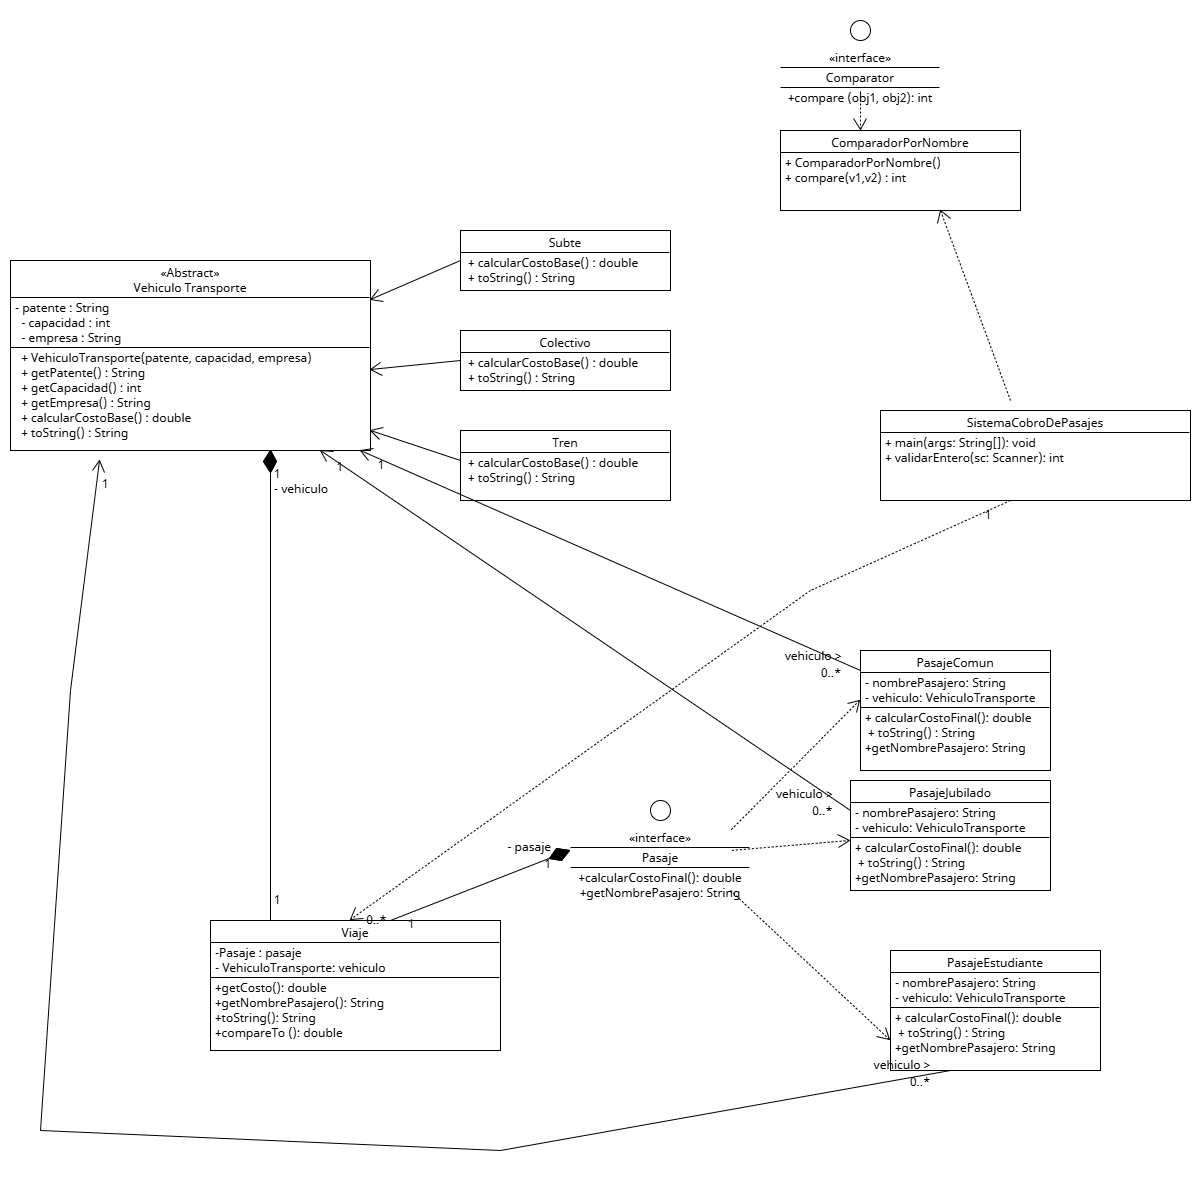 «interface»
Comparator
+compare (obj1, obj2): int
ComparadorPorNombre
+ ComparadorPorNombre()
+ compare(v1,v2) : int
Subte
+ calcularCostoBase() : double
+ toString() : String
«Abstract»
Vehiculo Transporte
- patente : String
- capacidad : int
- empresa : String
+ VehiculoTransporte(patente, capacidad, empresa)
+ getPatente() : String
+ getCapacidad() : int
+ getEmpresa() : String
+ calcularCostoBase() : double
+ toString() : String
Colectivo
+ calcularCostoBase() : double
+ toString() : String
Tren
+ calcularCostoBase() : double
+ toString() : String
SistemaCobroDePasajes
+ main(args: String[]): void
+ validarEntero(sc: Scanner): int
1
1
1
1
- vehiculo
1
vehiculo >
0..*
PasajeComun
- nombrePasajero: String
- vehiculo: VehiculoTransporte
+ calcularCostoFinal(): double
+ toString() : String
+getNombrePasajero: String
vehiculo >
0..*
PasajeJubilado
- nombrePasajero: String
- vehiculo: VehiculoTransporte
+ calcularCostoFinal(): double
+ toString() : String
+getNombrePasajero: String
«interface»
Pasaje
+calcularCostoFinal(): double
+getNombrePasajero: String
- pasaje
1
1
0..*
1
Viaje
-Pasaje : pasaje
- VehiculoTransporte: vehiculo
+getCosto(): double
+getNombrePasajero(): String
+toString(): String
+compareTo (): double
PasajeEstudiante
- nombrePasajero: String
- vehiculo: VehiculoTransporte
+ calcularCostoFinal(): double
+ toString() : String
+getNombrePasajero: String
vehiculo >
0..*